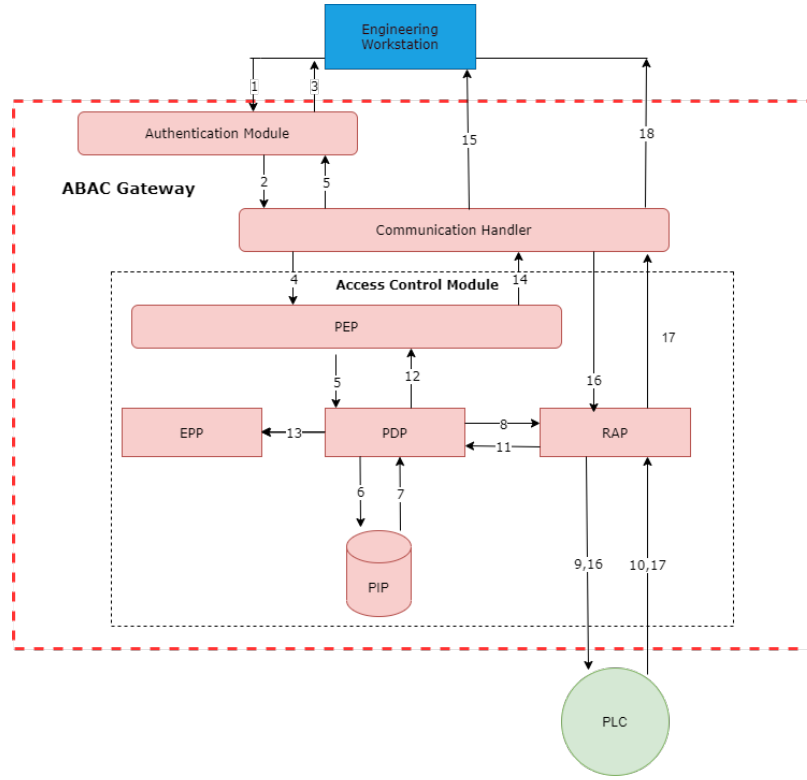 Engineering
Workstation
1
3
Authentication Module
15
18
2
5
ABAC Gateway
Communication Handler
4
14
Access Control Module
PEP
17
5
12
16
EPP
13
PDP
8
11
RAP
6
7
PIP
9,16
10,17
PLC